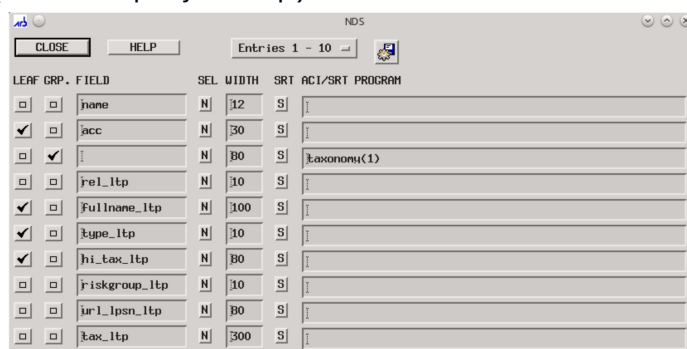 ARB NDS
CLOSE HELP Entries 1 - 10
LEAF GRP. FIELD SEL WIDTH SRT ACI/SRT PROGRAM
name N 12 S
acc N 30 S
N 80 S taxonomy(1)
rel_ltp N 10 S
fullname_ltp N 100 S
type_ltp N 10 S
hi_tax_ltp N 80 S
riskgroup_ltp N 10 S
url_lpsn_ltp N 80 S
tax_ltp N 300 S